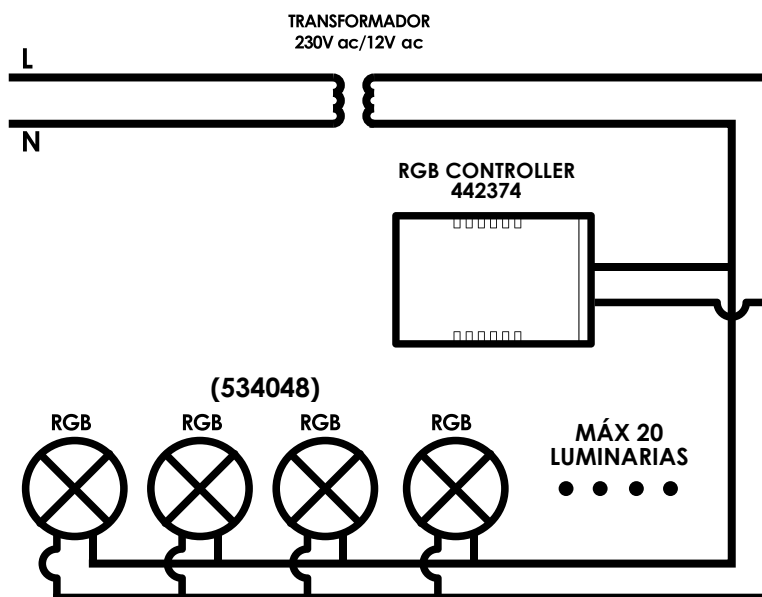 TRANSFORMADOR
230V ac/12V ac
L
N
RGB CONTROLLER
442374
(534048)
RGB
RGB
RGB
RGB
MÁX 20
LUMINARIAS